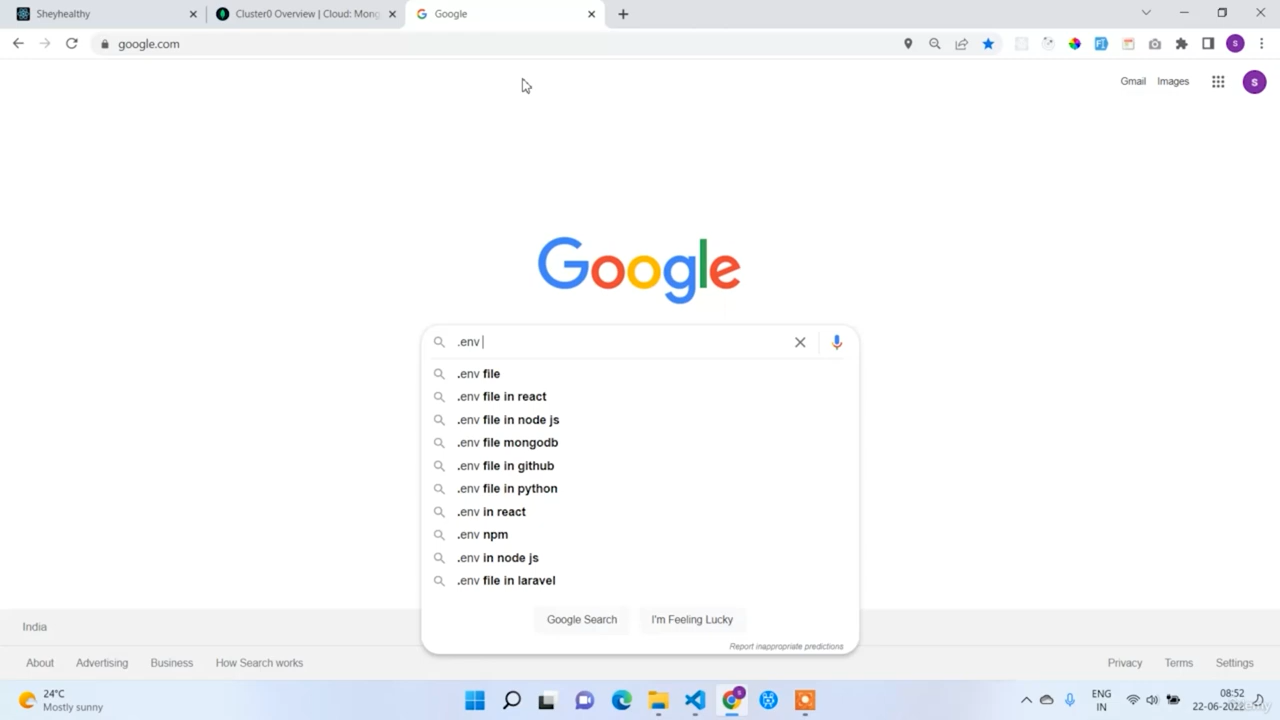 Sheyhealthy
Cluster0 Overview | Cloud: Mong
Google
google.com
Gmail
Images
S
Google
.env
.env file
.env file in react
.env file in node js
.env file mongodb
.env file in github
.env file in python
.env in react
.env npm
.env in node js
.env file in laravel
Google Search
I'm Feeling Lucky
Report inappropriate predictions
India
About
Advertising
Business
How Search works
Privacy
Terms
Settings
24°C
Mostly sunny
ENG
IN
08:52
22-06-2022